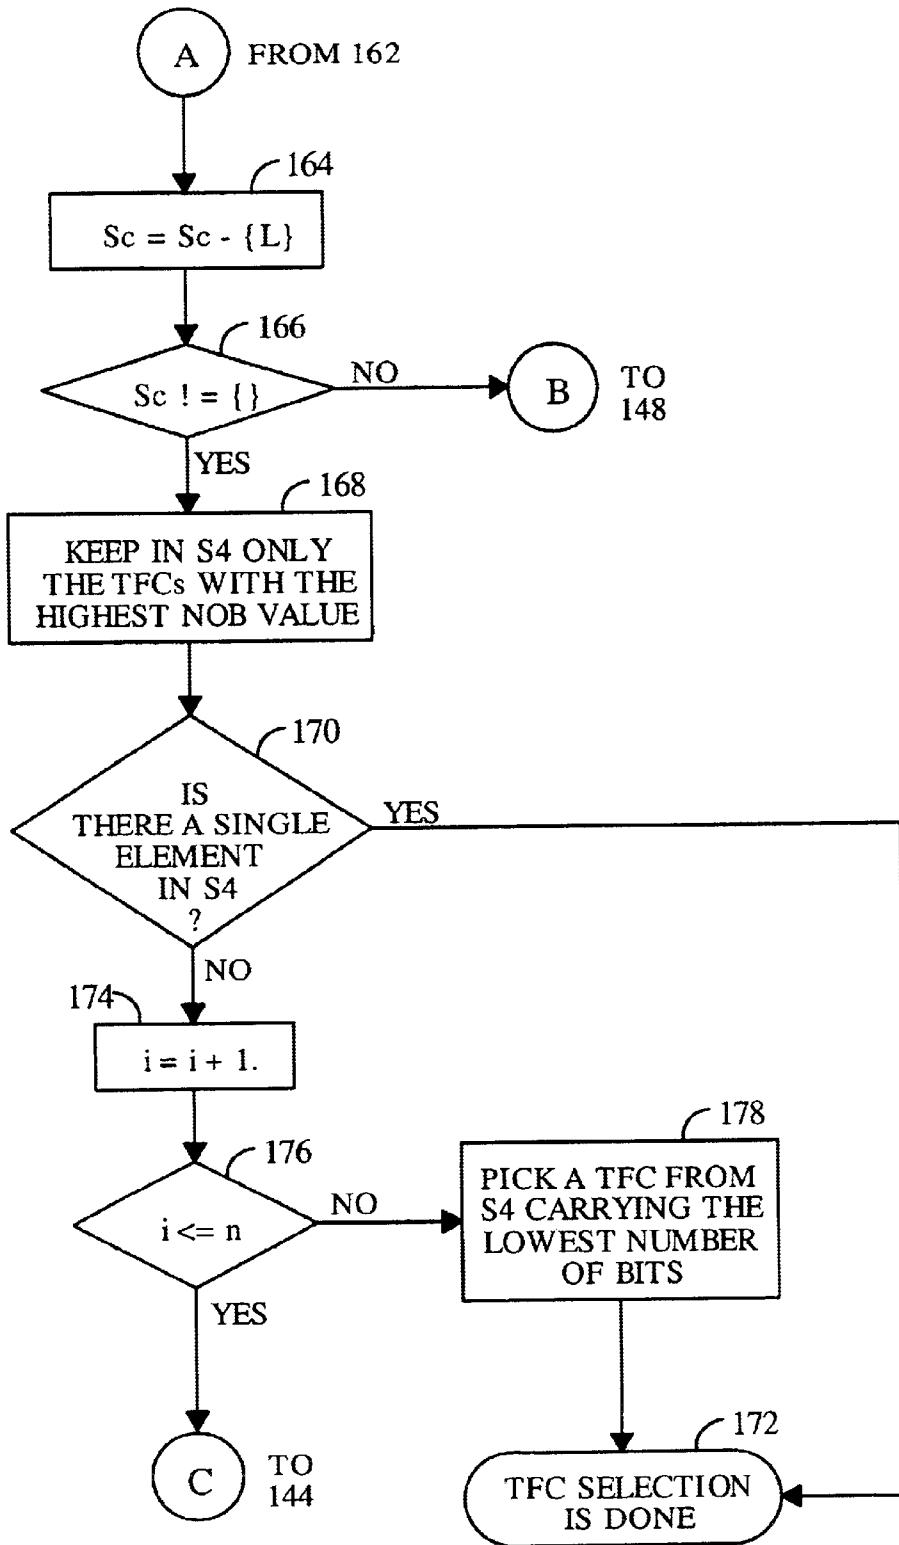 A FROM 162
164
Sc = Sc - {L}
166
Sc ! = {}
NO
B
TO
148
YES
168
KEEP IN S4 ONLY
THE TFCs WITH THE
HIGHEST NOB VALUE
170
IS
THERE A SINGLE
ELEMENT
IN S4
?
YES
NO
174
i = i + 1.
176
i <= n
NO
178
PICK A TFC FROM
S4 CARRYING THE
LOWEST NUMBER
OF BITS
YES
C
TO
144
172
TFC SELECTION
IS DONE